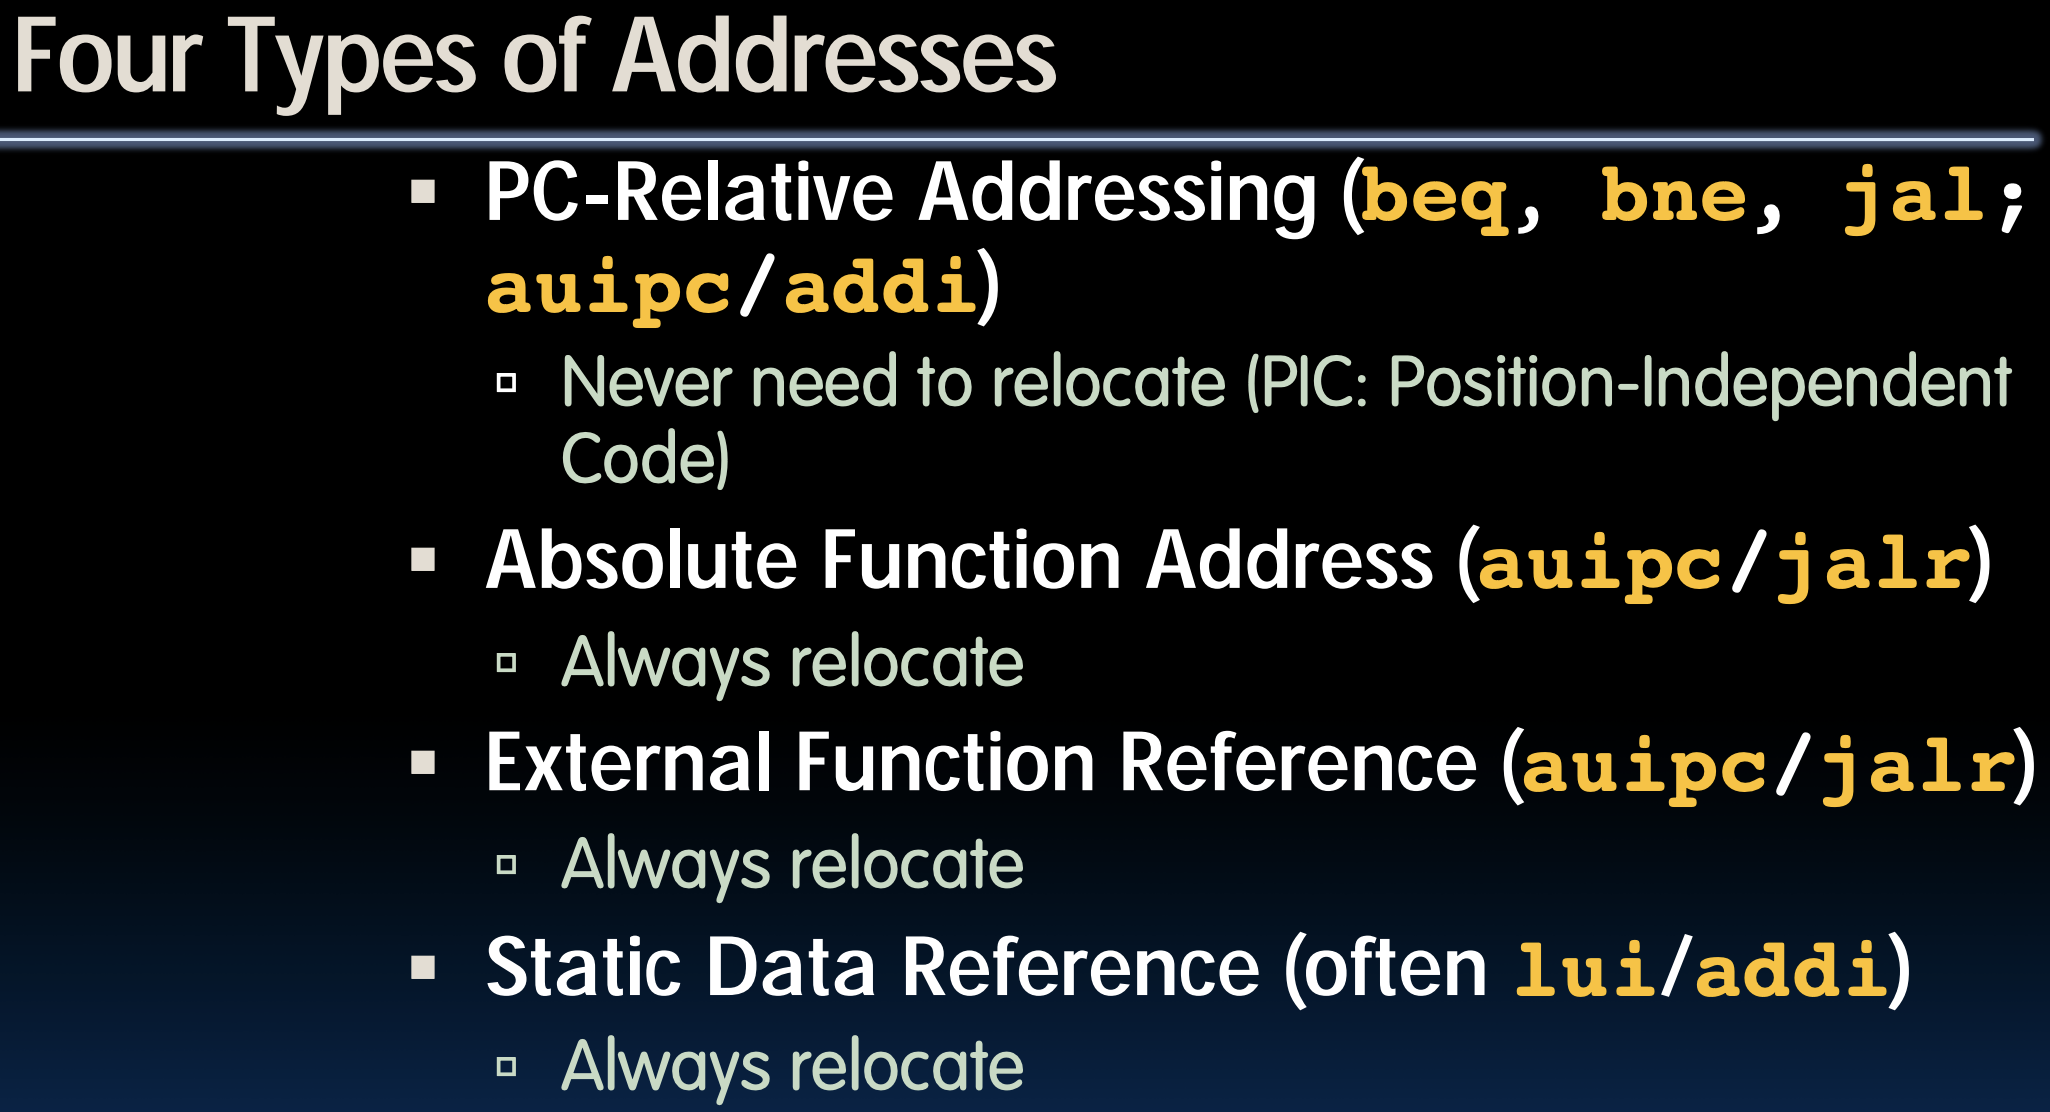 Four Types of Addresses
▪ PC-Relative Addressing (beq, bne, jal;
auipc/addi)
▫ Never need to relocate (PIC: Position-Independent
Code)
▪ Absolute Function Address (auipc/jalr)
▫ Always relocate
▪ External Function Reference (auipc/jalr)
▫ Always relocate
▪ Static Data Reference (often lui/addi)
▫ Always relocate